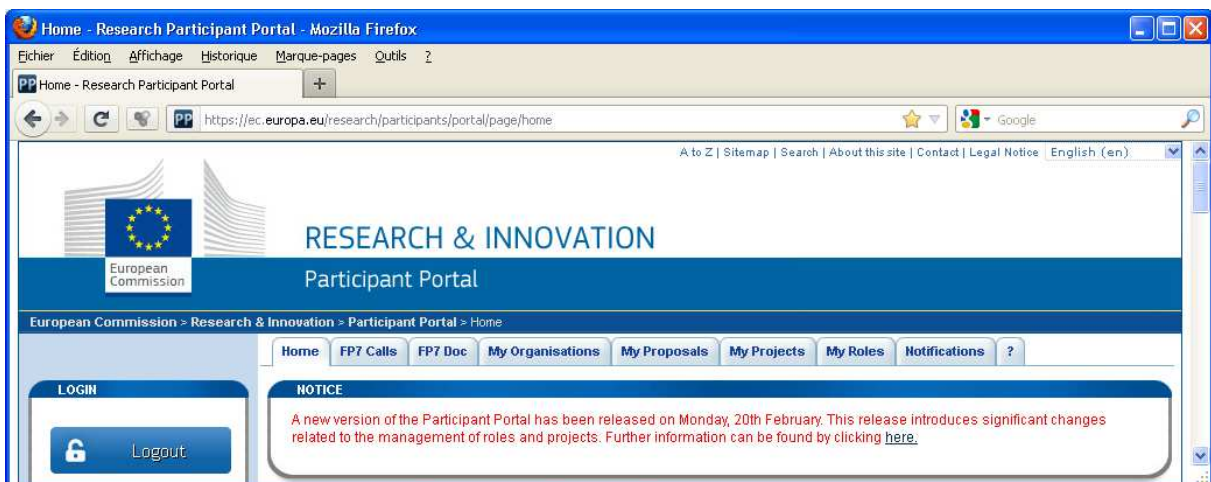 Home - Research Participant Portal - Mozilla Firefox
Fichier Édition Affichage Historique Marque-pages Outils ?
PP Home - Research Participant Portal +
PP https://ec.europa.eu/research/participants/portal/page/home Google
A to Z | Sitemap | Search | About this site | Contact | Legal Notice English (en)
RESEARCH & INNOVATION
European
Commission
Participant Portal
European Commission > Research & Innovation > Participant Portal > Home
Home FP7 Calls FP7 Doc My Organisations My Proposals My Projects My Roles Notifications ?
LOGIN
Logout
NOTICE
A new version of the Participant Portal has been released on Monday, 20th February. This release introduces significant changes
related to the management of roles and projects. Further information can be found by clicking here.